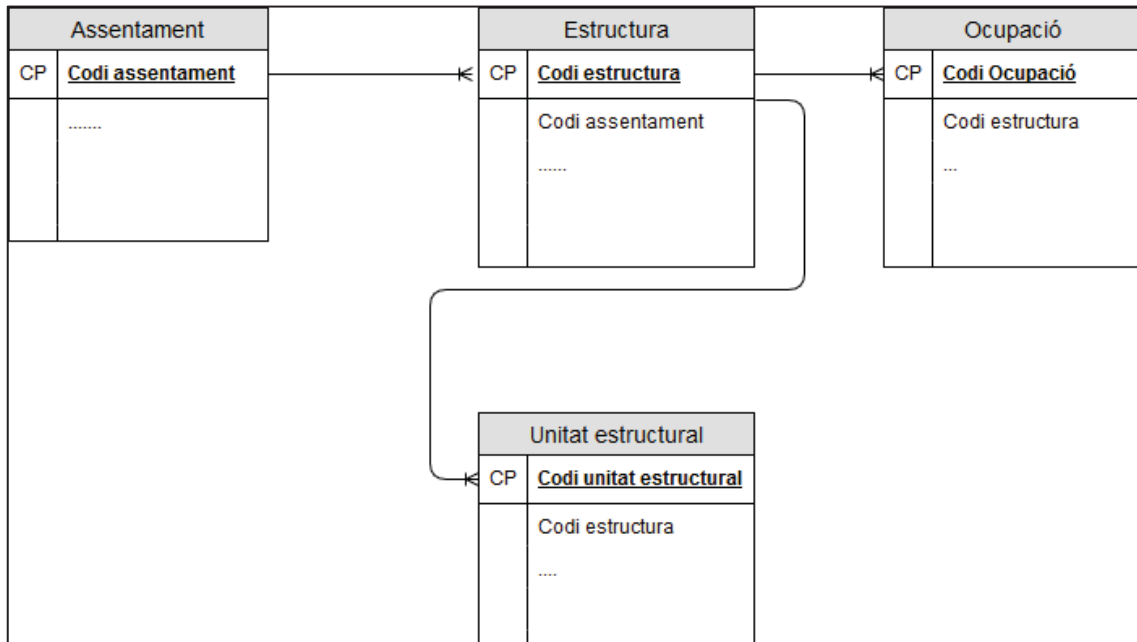 Assentament
CP Codi assentament
.......
Estructura
CP Codi estructura
Codi assentament
......
Ocupació
CP Codi Ocupació
Codi estructura
...
Unitat estructural
CP Codi unitat estructural
Codi estructura
....